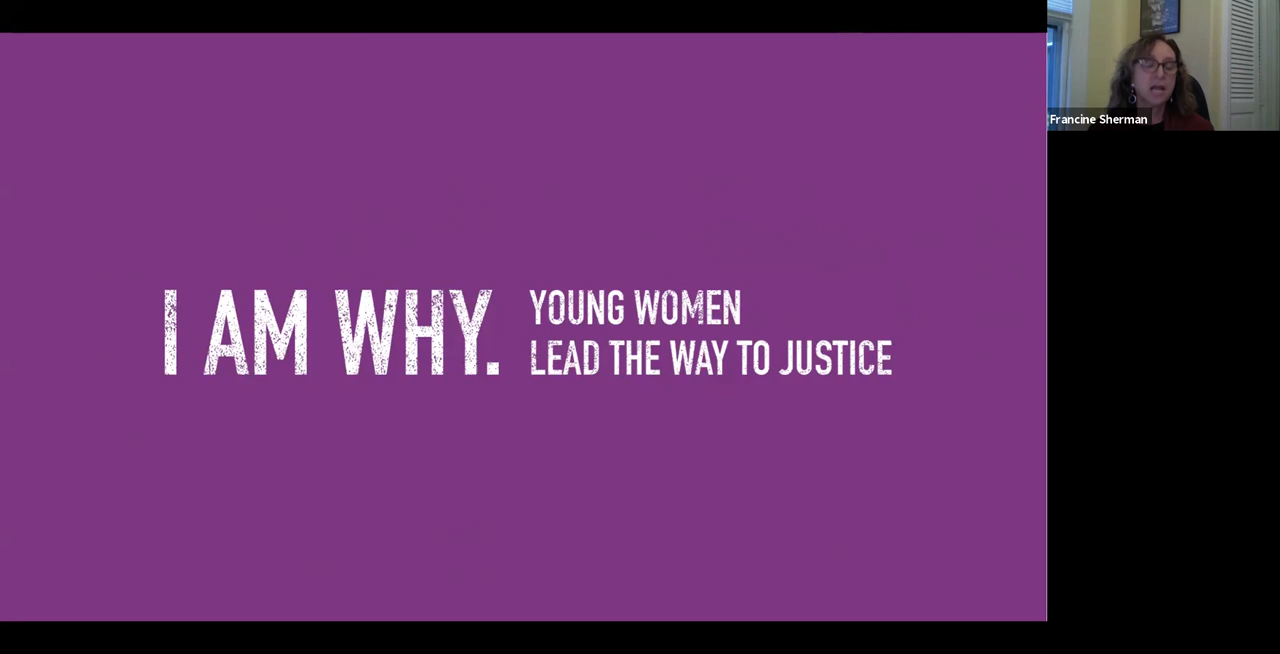 I AM WHY.
YOUNG WOMEN
LEAD THE WAY TO JUSTICE
Francine Sherman